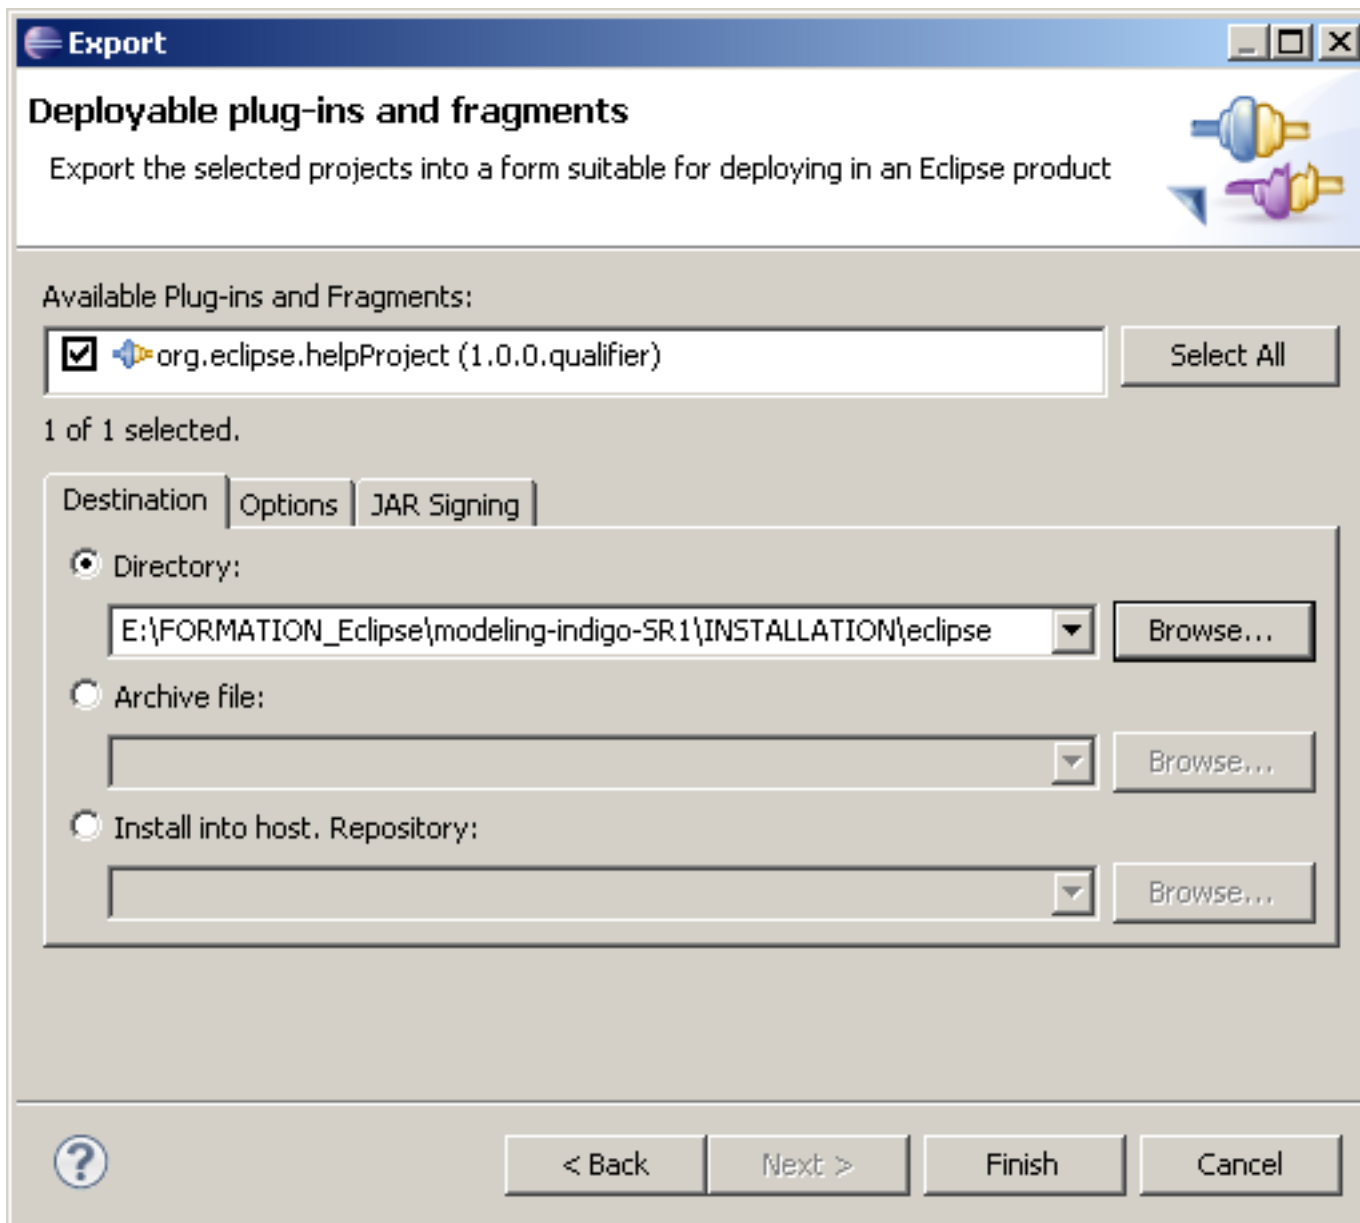 Export
Deployable plug-ins and fragments
Export the selected projects into a form suitable for deploying in an Eclipse product
Available Plug-ins and Fragments:
org.eclipse.helpProject (1.0.0.qualifier)
Select All
1 of 1 selected.
Destination Options JAR Signing
Directory:
E:\FORMATION_Eclipse\modeling-indigo-SR1\INSTALLATION\eclipse Browse...
Archive file:
Browse...
Install into host. Repository:
Browse...
? < Back Next > Finish Cancel